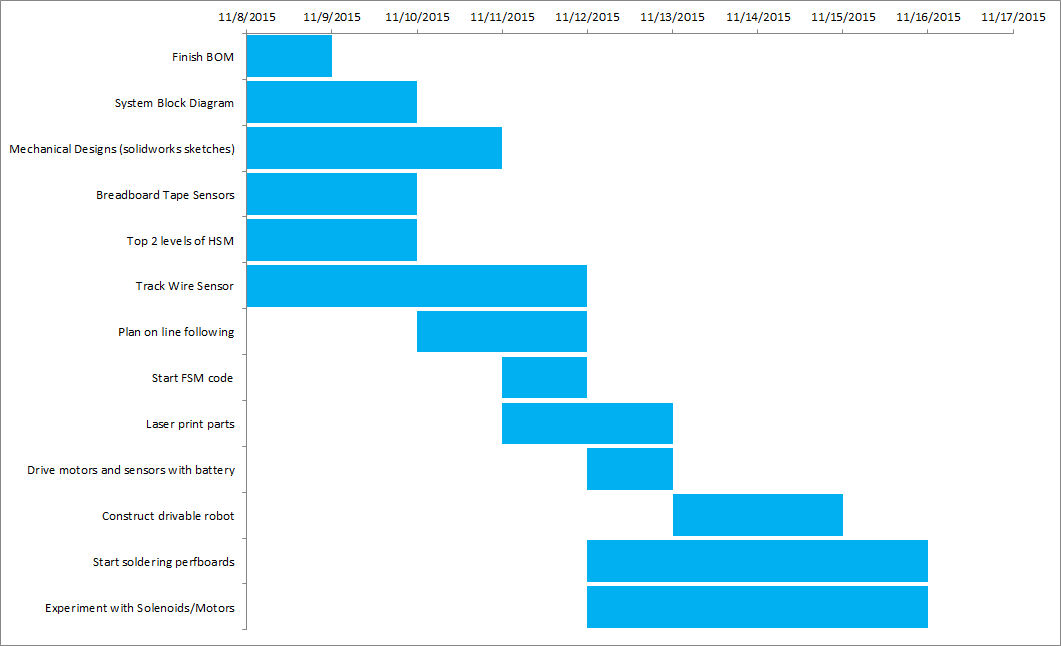 11/8/2015 11/9/2015 11/10/2015 11/11/2015 11/12/2015 11/13/2015 11/14/2015 11/15/2015 11/16/2015 11/17/2015
Finish BOM
System Block Diagram
Mechanical Designs (solidworks sketches)
Breadboard Tape Sensors
Top 2 levels of HSM
Track Wire Sensor
Plan on line following
Start FSM code
Laser print parts
Drive motors and sensors with battery
Construct drivable robot
Start soldering perfboards
Experiment with Solenoids/Motors